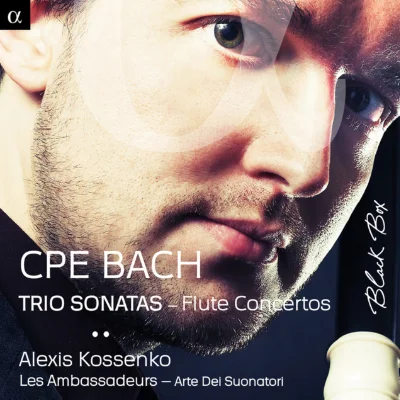 α
CPE BACH
TRIO SONATAS – Flute Concertos
Alexis Kossenko
Les Ambassadeurs – Arte Dei Suonatori
Black Box